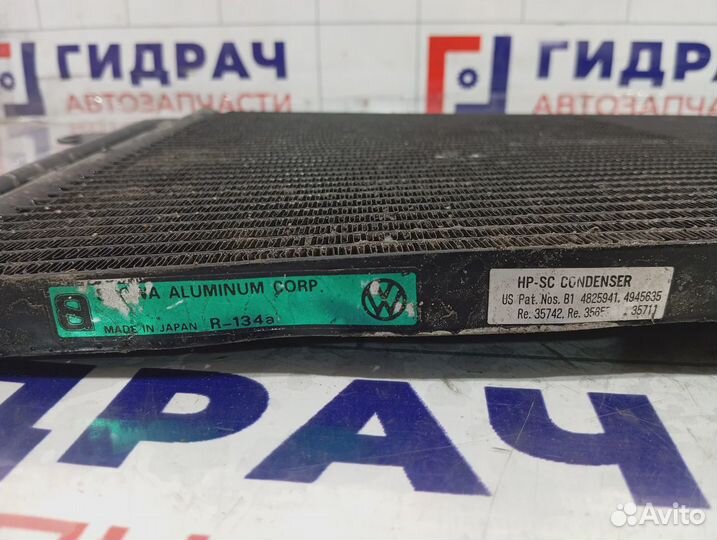 ГИДРАЧ ГИДРАЧ
АВТОЗАПЧАСТИ АВТОЗАПЧАСТИ
ALUMINUM CORP.
MADE IN JAPAN R-134a
HP-SC CONDENSER
US Pat. Nos. B1 4825941, 4945635
Re. 35742, Re. 35711
ДРАЧ
Avito